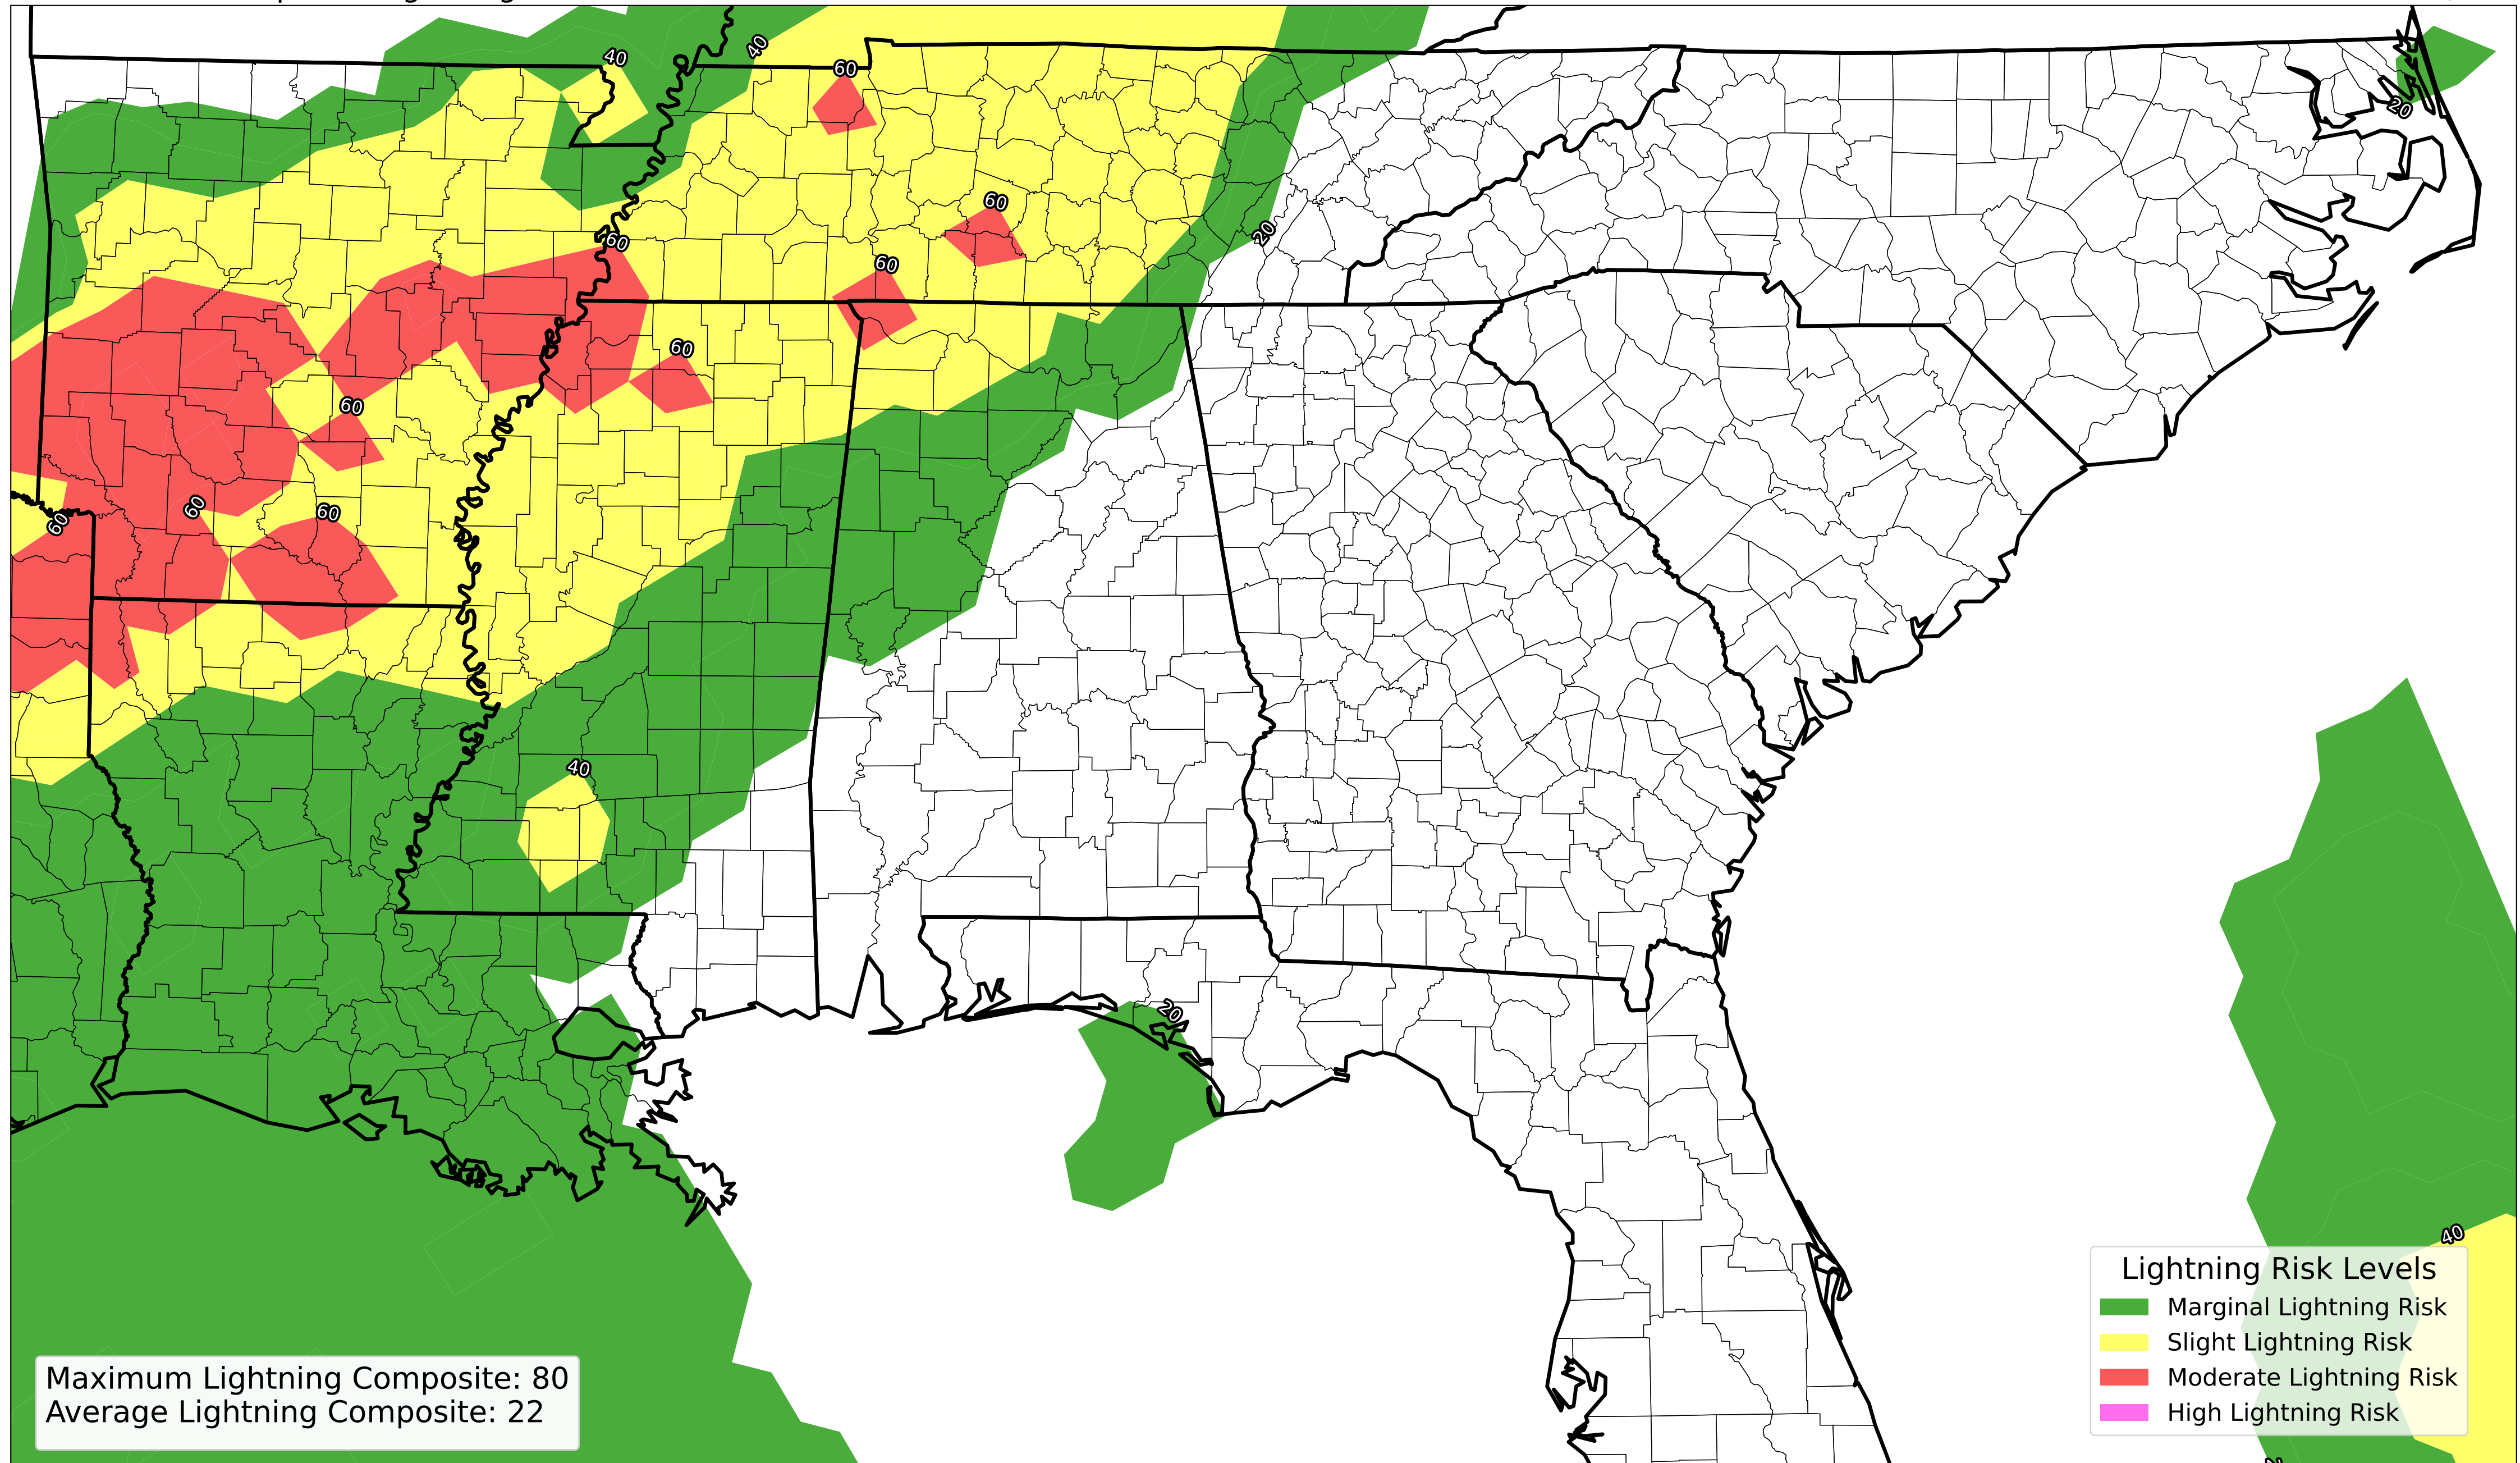 40
40
60
20
60
20
60
60
60
60
60
60
60
40
20
40
Lightning Risk Levels
Marginal Lightning Risk
Slight Lightning Risk
Moderate Lightning Risk
High Lightning Risk
Maximum Lightning Composite: 80
Average Lightning Composite: 22